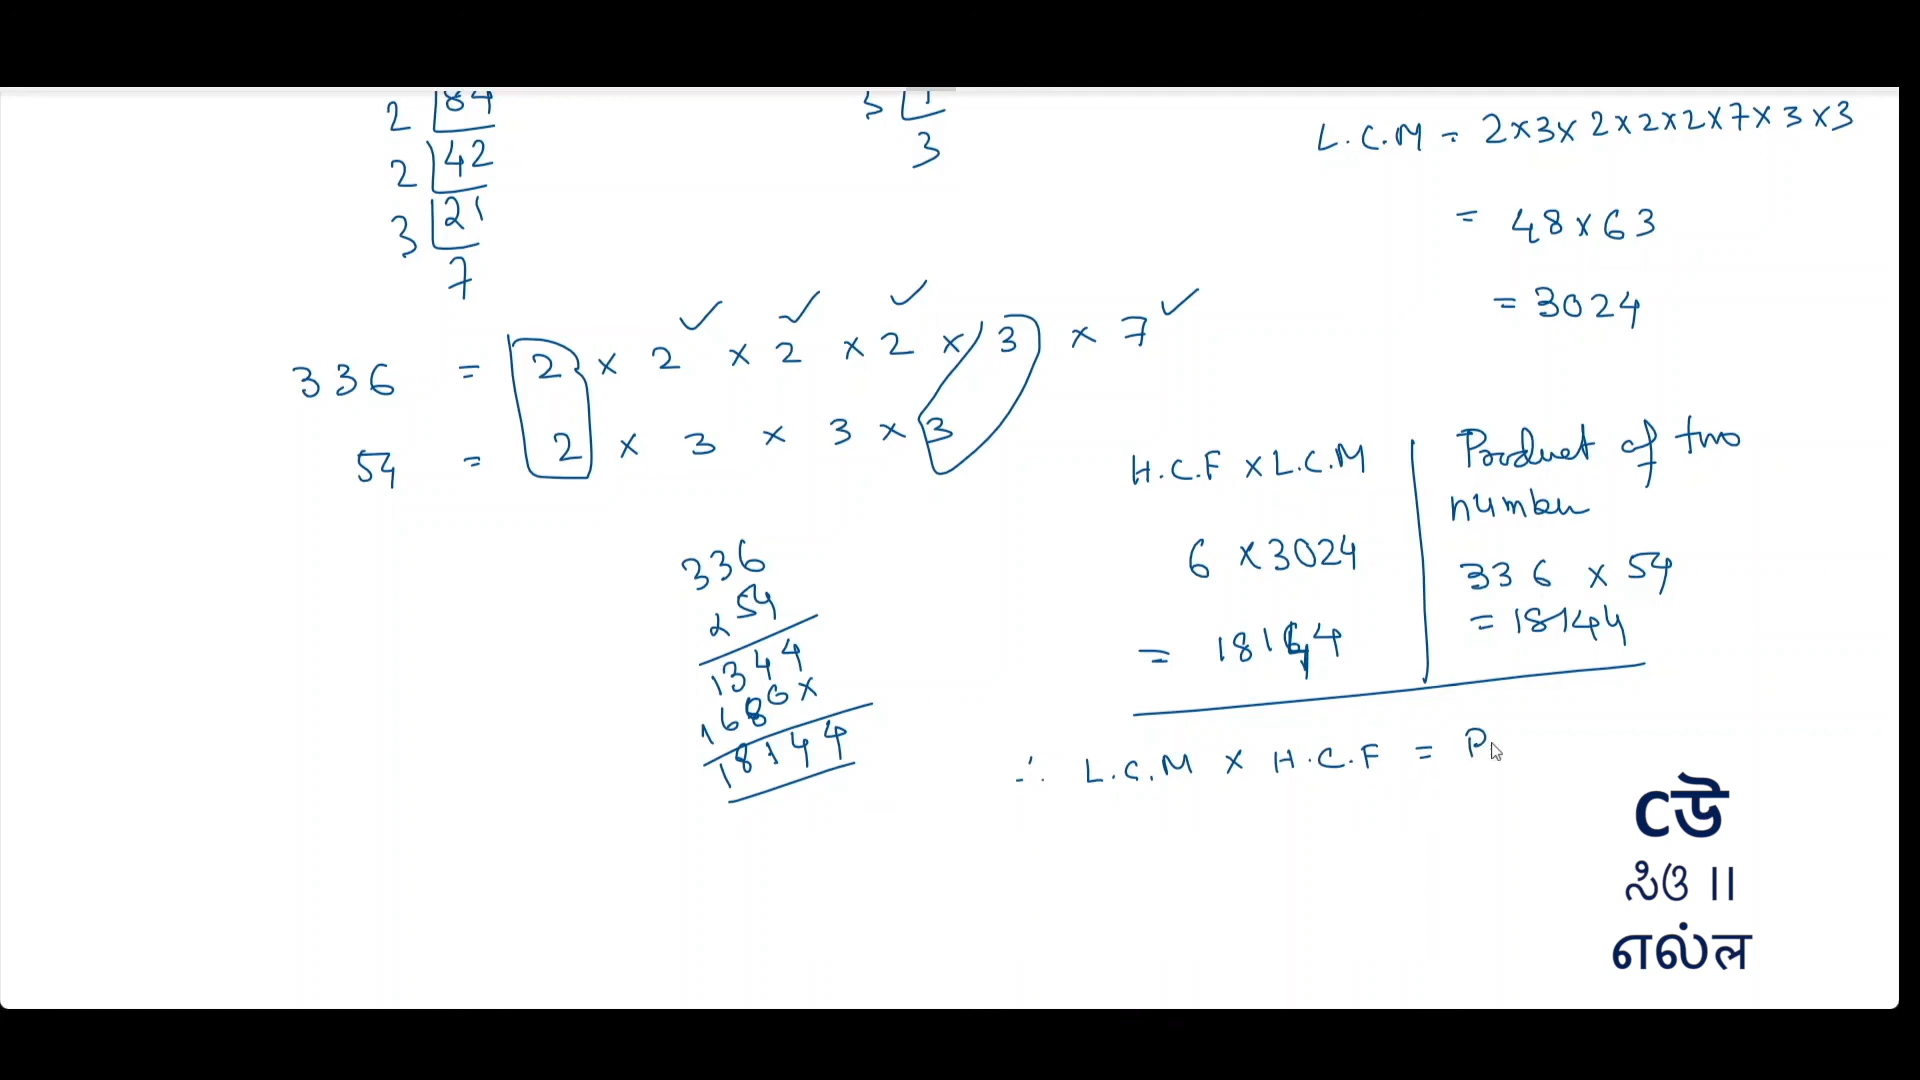 2 84
2 42
3 21
7
3
L.C.M = 2×3× 2×2×2×7× 3 ×3
= 48×63
= 3024
336 = 2 × 2 × 2 × 2 × 3 × 7
54 = 2 × 3 × 3 × 3
H.C.F × L.C.M
6 × 3024
= 18144
Product of two
number
336 × 54
= 18144
336
× 54
1344
1680×
18144
∴ L.C.M × H.C.F = P
Cউ
ಸಿଓ ॥
எல்ல